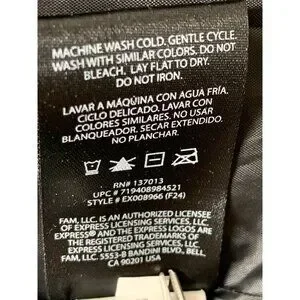 MACHINE WASH COLD. GENTLE CYCLE.
WASH WITH SIMILAR COLORS. DO NOT
BLEACH. LAY FLAT TO DRY.
DO NOT IRON.
LAVAR A MÁQUINA CON AGUA FRÍA.
CICLO DELICADO. LAVAR CON
COLORES SIMILARES. NO USAR
BLANQUEADOR. SECAR EXTENDIDO.
NO PLANCHAR.
RN# 137013
UPC # 719408984521
STYLE # EX008966 (F24)
FAM, LLC. IS AN AUTHORIZED LICENSEE
OF EXPRESS LICENSING SERVICES, LLC.
EXPRESS® AND THE EXPRESS LOGOS ARE
THE REGISTERED TRADEMARKS OF
EXPRESS LICENSING SERVICES, LLC.
FAM, LLC. 5553-B BANDINI BLVD., BELL,
CA 90201 USA